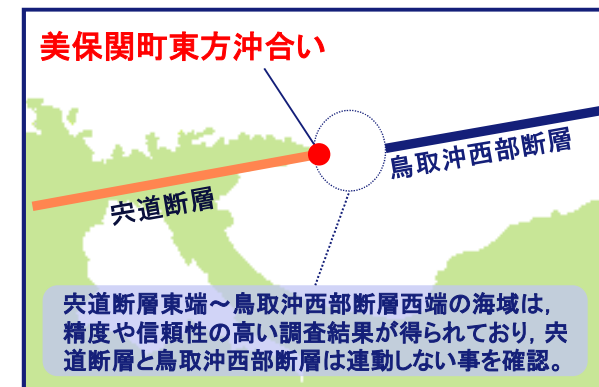 美保関町東方沖合い
鳥取沖西部断層
宍道断層
宍道断層東端～鳥取沖西部断層西端の海域は，
精度や信頼性の高い調査結果が得られており，宍
道断層と鳥取沖西部断層は連動しない事を確認。